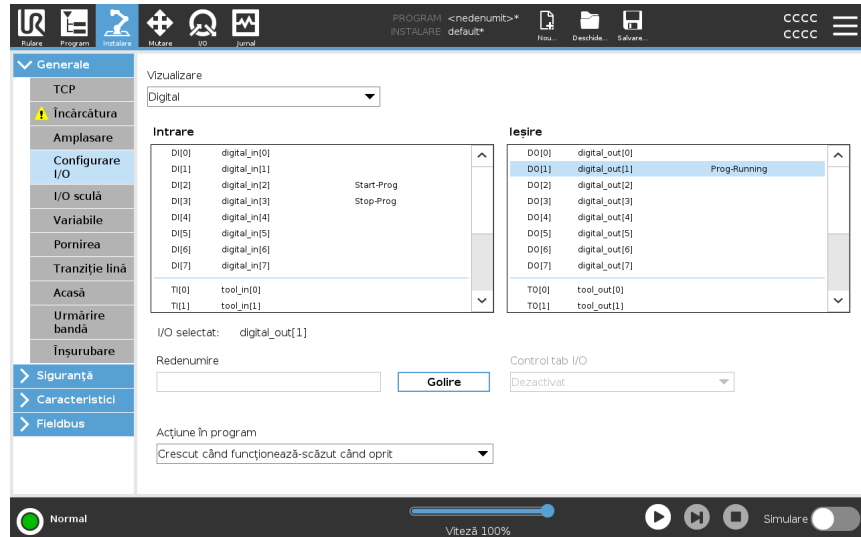 PROGRAM <nedenumit>*
INSTALARE default*
CCCC
CCCC
Rulare
Program
Instalare
Mutare
I/O
Jurnal
Nou...
Deschide...
Salvare...
Generale
TCP
Încărcătura
Amplasare
Configurare
I/O
I/O sculă
Variabile
Pornirea
Tranziție lină
Acasă
Urmărire
bandă
Înșurubare
Siguranță
Caracteristici
Fieldbus
Vizualizare
Digital
Intrare
DI[0] digital_in[0]
DI[1] digital_in[1]
DI[2] digital_in[2] Start-Prog
DI[3] digital_in[3] Stop-Prog
DI[4] digital_in[4]
DI[5] digital_in[5]
DI[6] digital_in[6]
DI[7] digital_in[7]
TI[0] tool_in[0]
TI[1] tool_in[1]
Ieșire
DO[0] digital_out[0]
DO[1] digital_out[1] Prog-Running
DO[2] digital_out[2]
DO[3] digital_out[3]
DO[4] digital_out[4]
DO[5] digital_out[5]
DO[6] digital_out[6]
DO[7] digital_out[7]
TO[0] tool_out[0]
TO[1] tool_out[1]
I/O selectat: digital_out[1]
Redenumire
Golire
Control tab I/O
Dezactivat
Acțiune în program
Crescut când funcționează-scăzut când oprit
Normal
Viteză 100%
Simulare